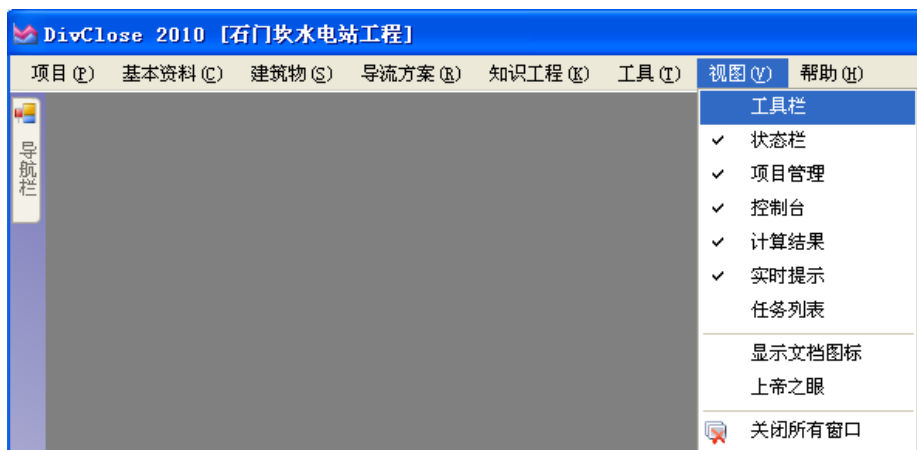 DivClose 2010 [石门坎水电站工程]
项目(P) 基本资料(C) 建筑物(S) 导流方案(R) 知识工程(K) 工具(T) 视图(V) 帮助(H)
导航栏
工具栏
状态栏
项目管理
控制台
计算结果
实时提示
任务列表
显示文档图标
上帝之眼
关闭所有窗口